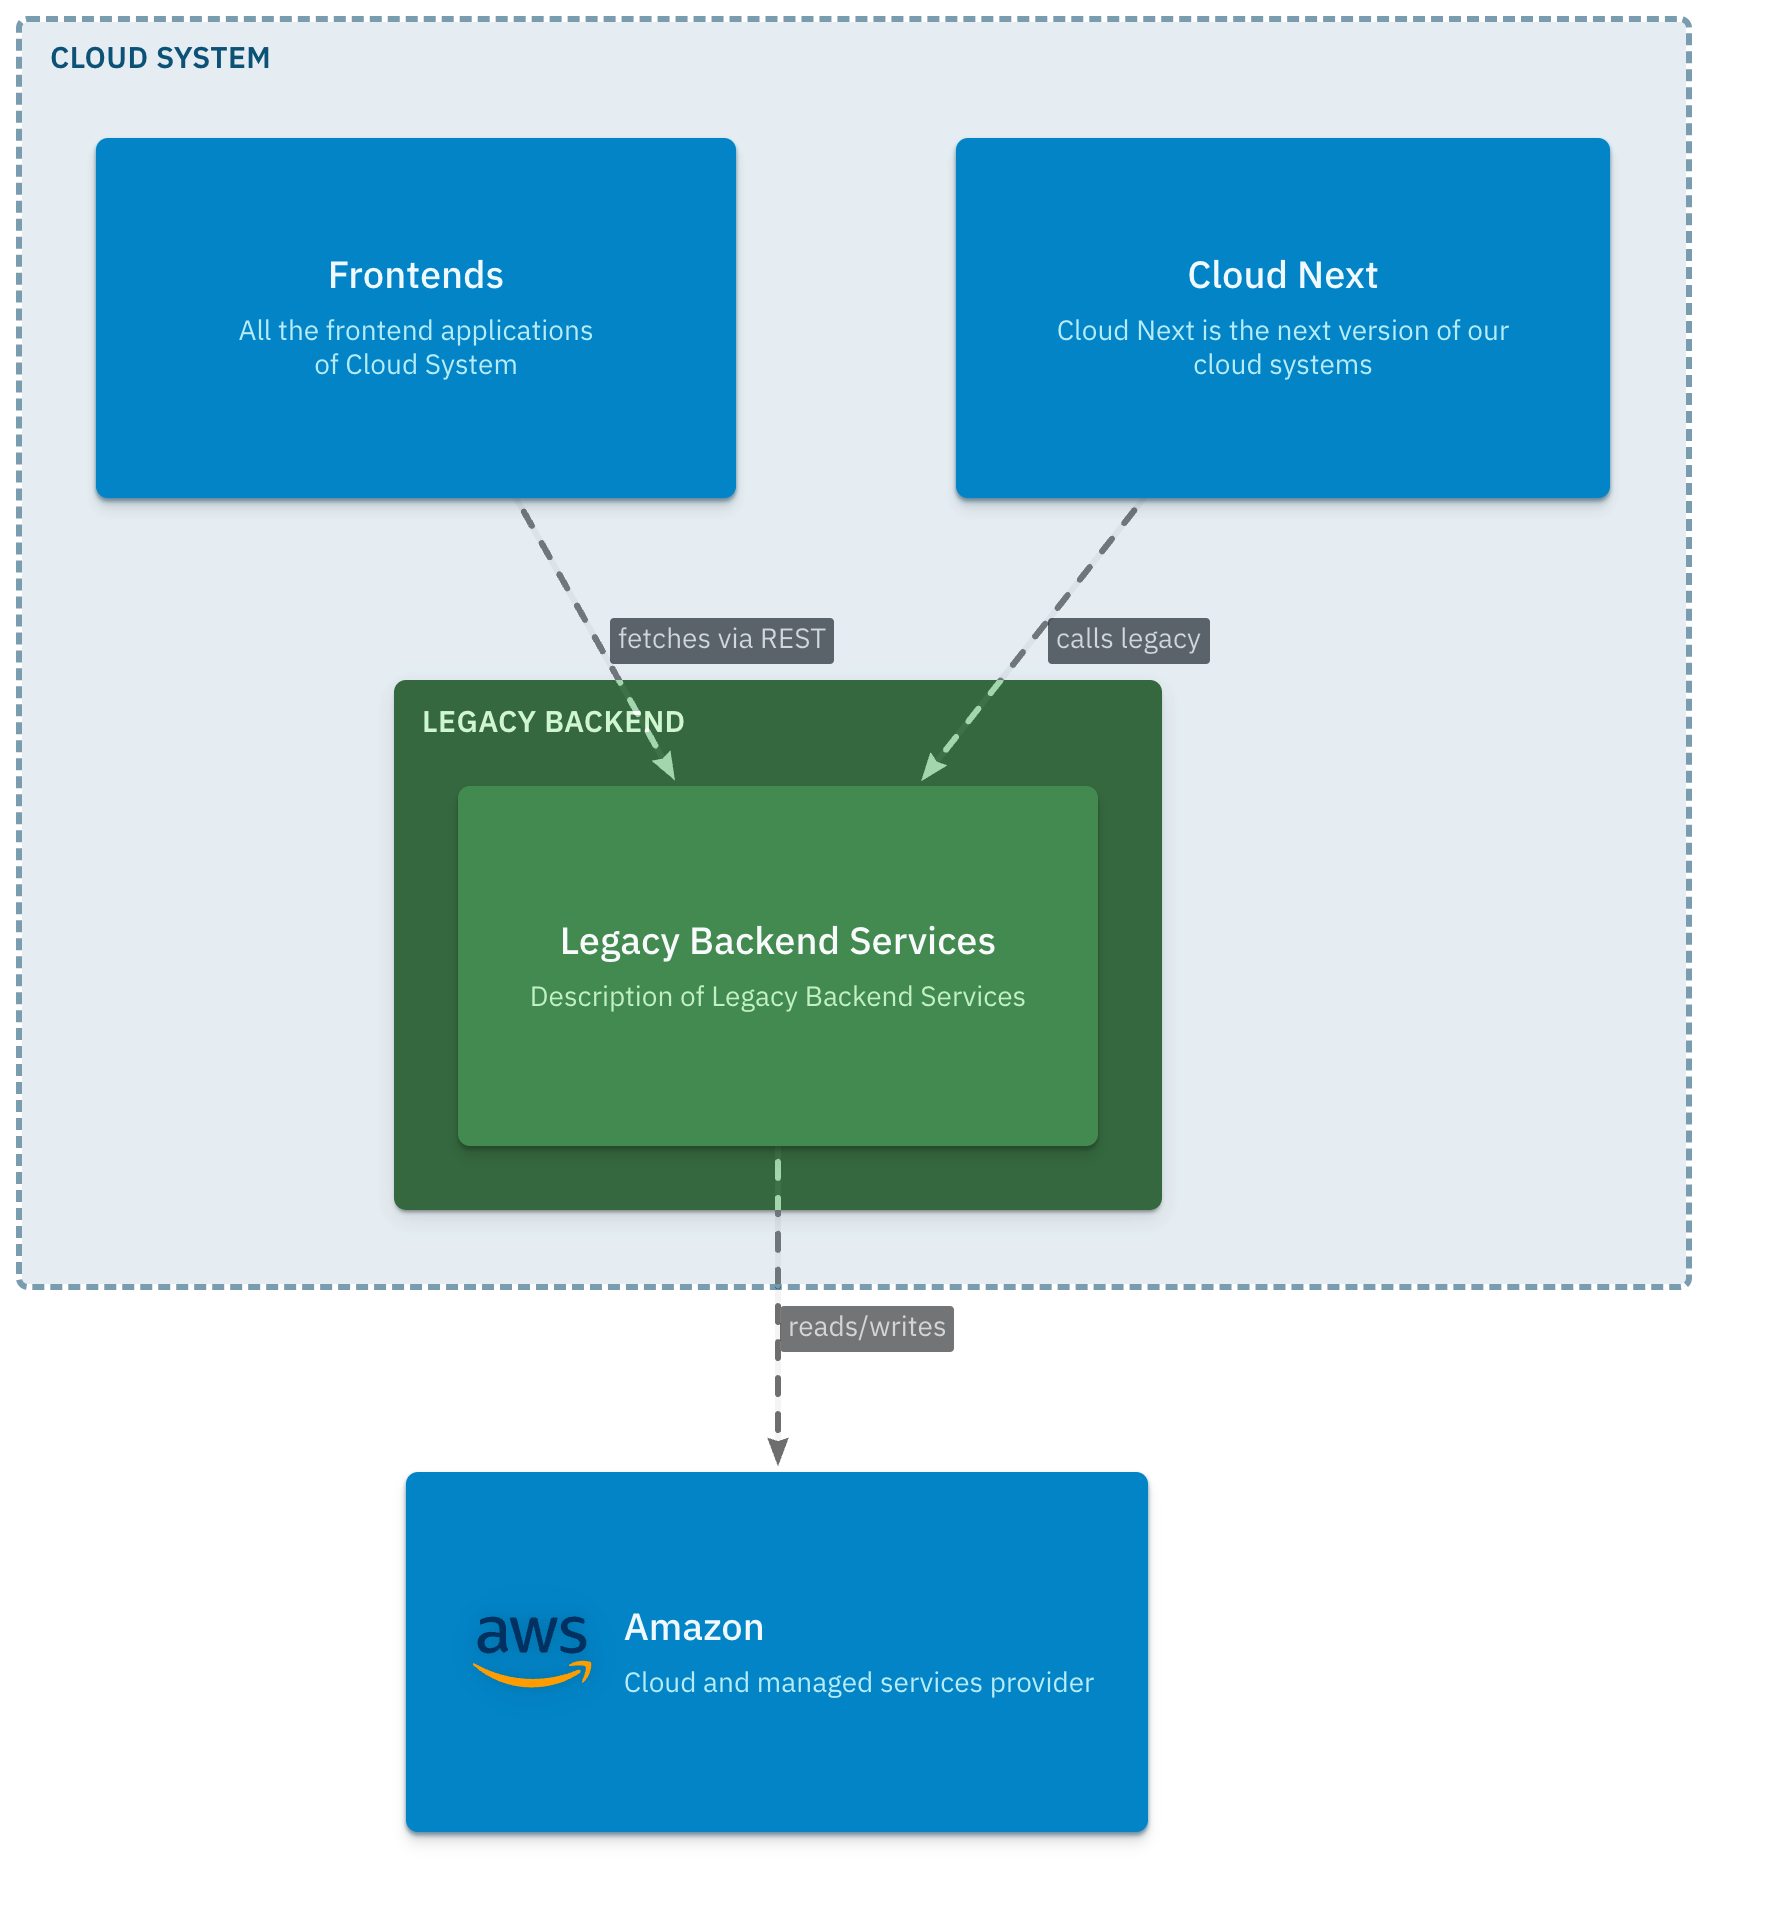 CLOUD SYSTEM
Frontends
All the frontend applications
of Cloud System
Cloud Next
Cloud Next is the next version of our
cloud systems
fetches via REST
calls legacy
LEGACY BACKEND
Legacy Backend Services
Description of Legacy Backend Services
reads/writes
aws
Amazon
Cloud and managed services provider